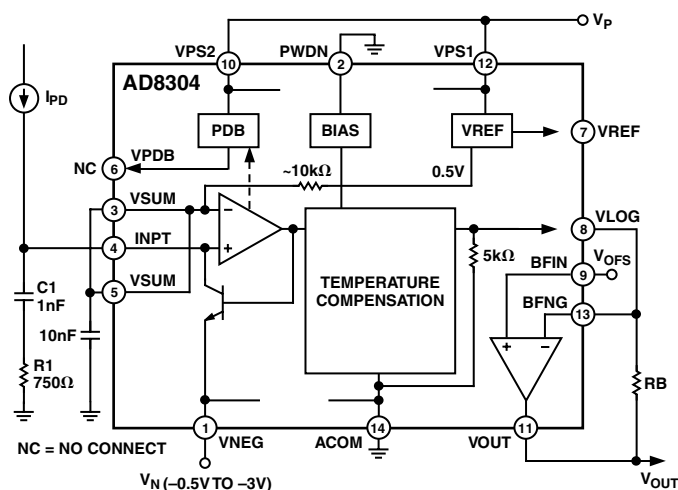 VPS2
PWDN
VPS1
VP
10
2
12
AD8304
IPD
PDB
BIAS
VREF
7
VREF
NC
6
VPDB
~10kΩ
0.5V
3
VSUM
–
VLOG
4
INPT
+
8
5kΩ
VOFS
BFIN
9
5
VSUM
TEMPERATURE
COMPENSATION
C1
1nF
BFNG
13
10nF
+
–
R1
750Ω
RB
1
VNEG
ACOM
14
VOUT
11
NC = NO CONNECT
VN (–0.5V TO –3V)
VOUT